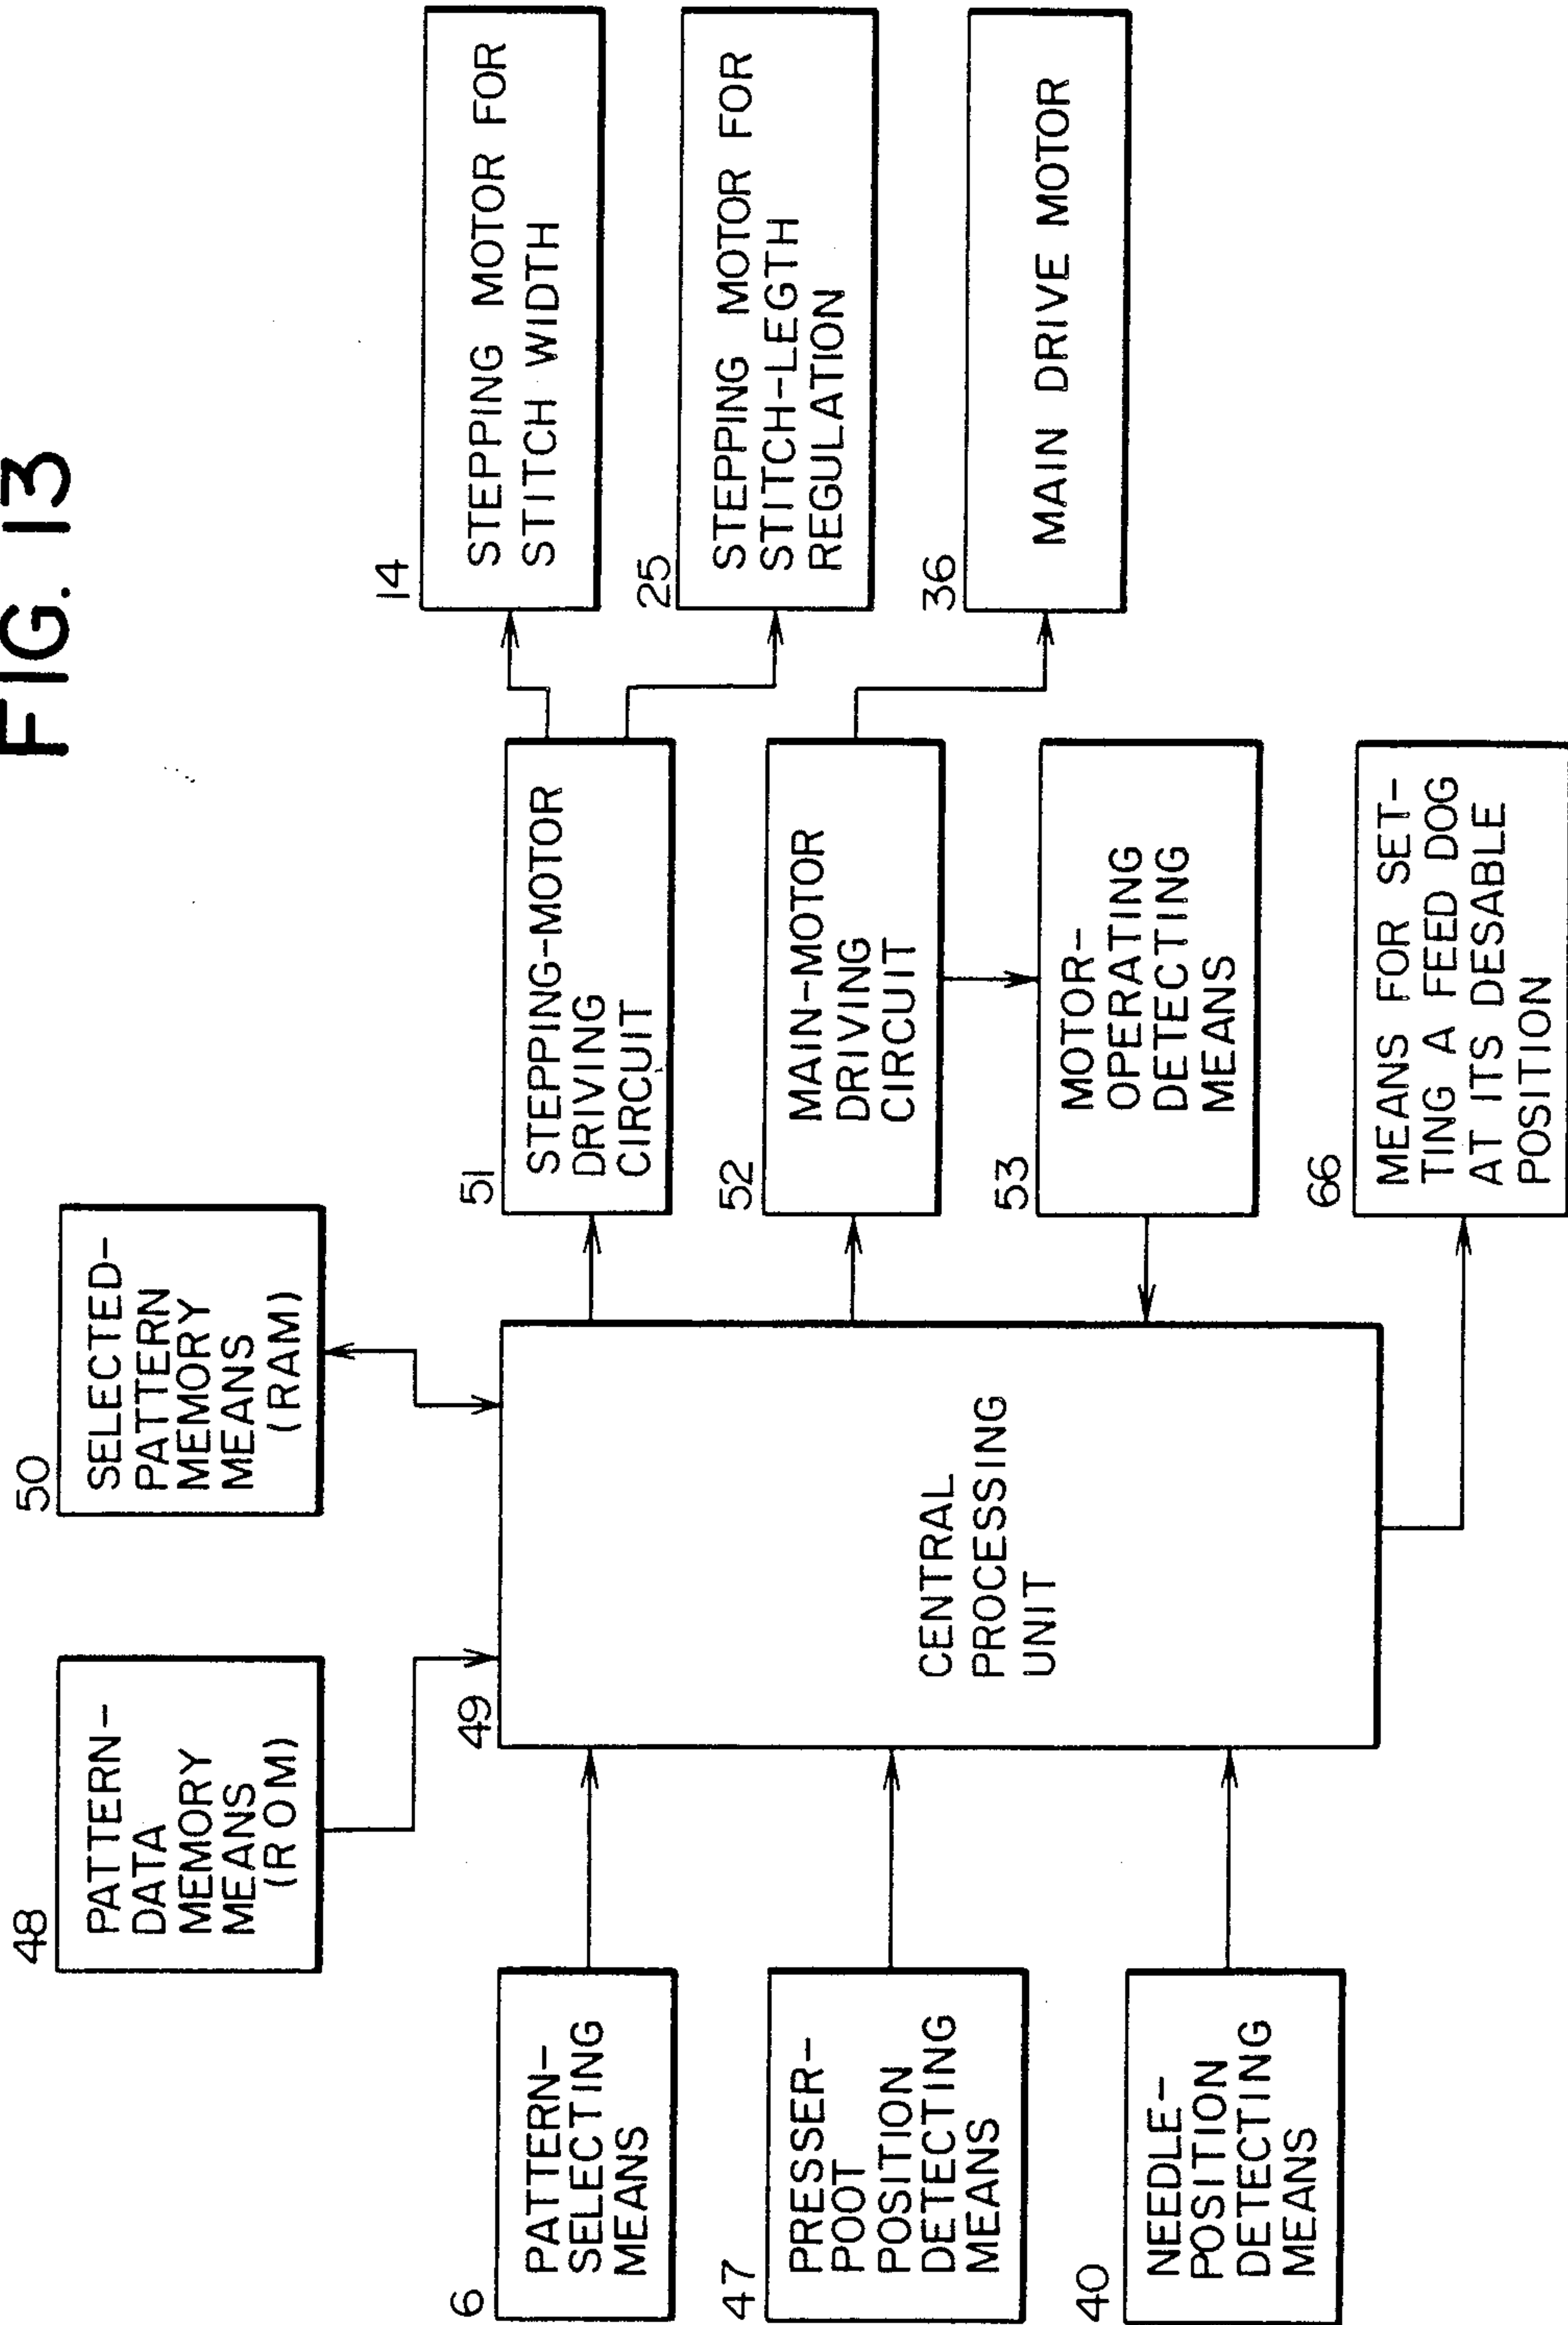 FIG. 13
48
PATTERN-
DATA
MEMORY
MEANS
(ROM)
50
SELECTED-
PATTERN
MEMORY
MEANS
(RAM)
6
PATTERN-
SELECTING
MEANS
47
PRESSER-
POOT
POSITION
DETECTING
MEANS
40
NEEDLE-
POSITION
DETECTING
MEANS
49
CENTRAL
PROCESSING
UNIT
51
STEPPING-MOTOR
DRIVING
CIRCUIT
52
MAIN-MOTOR
DRIVING
CIRCUIT
53
MOTOR-
OPERATING
DETECTING
MEANS
66
MEANS FOR SET-
TING A FEED DOG
AT ITS DESABLE
POSITION
14
STEPPING MOTOR FOR
STITCH WIDTH
25
STEPPING MOTOR FOR
STITCH-LEGTH
REGULATION
36
MAIN DRIVE MOTOR